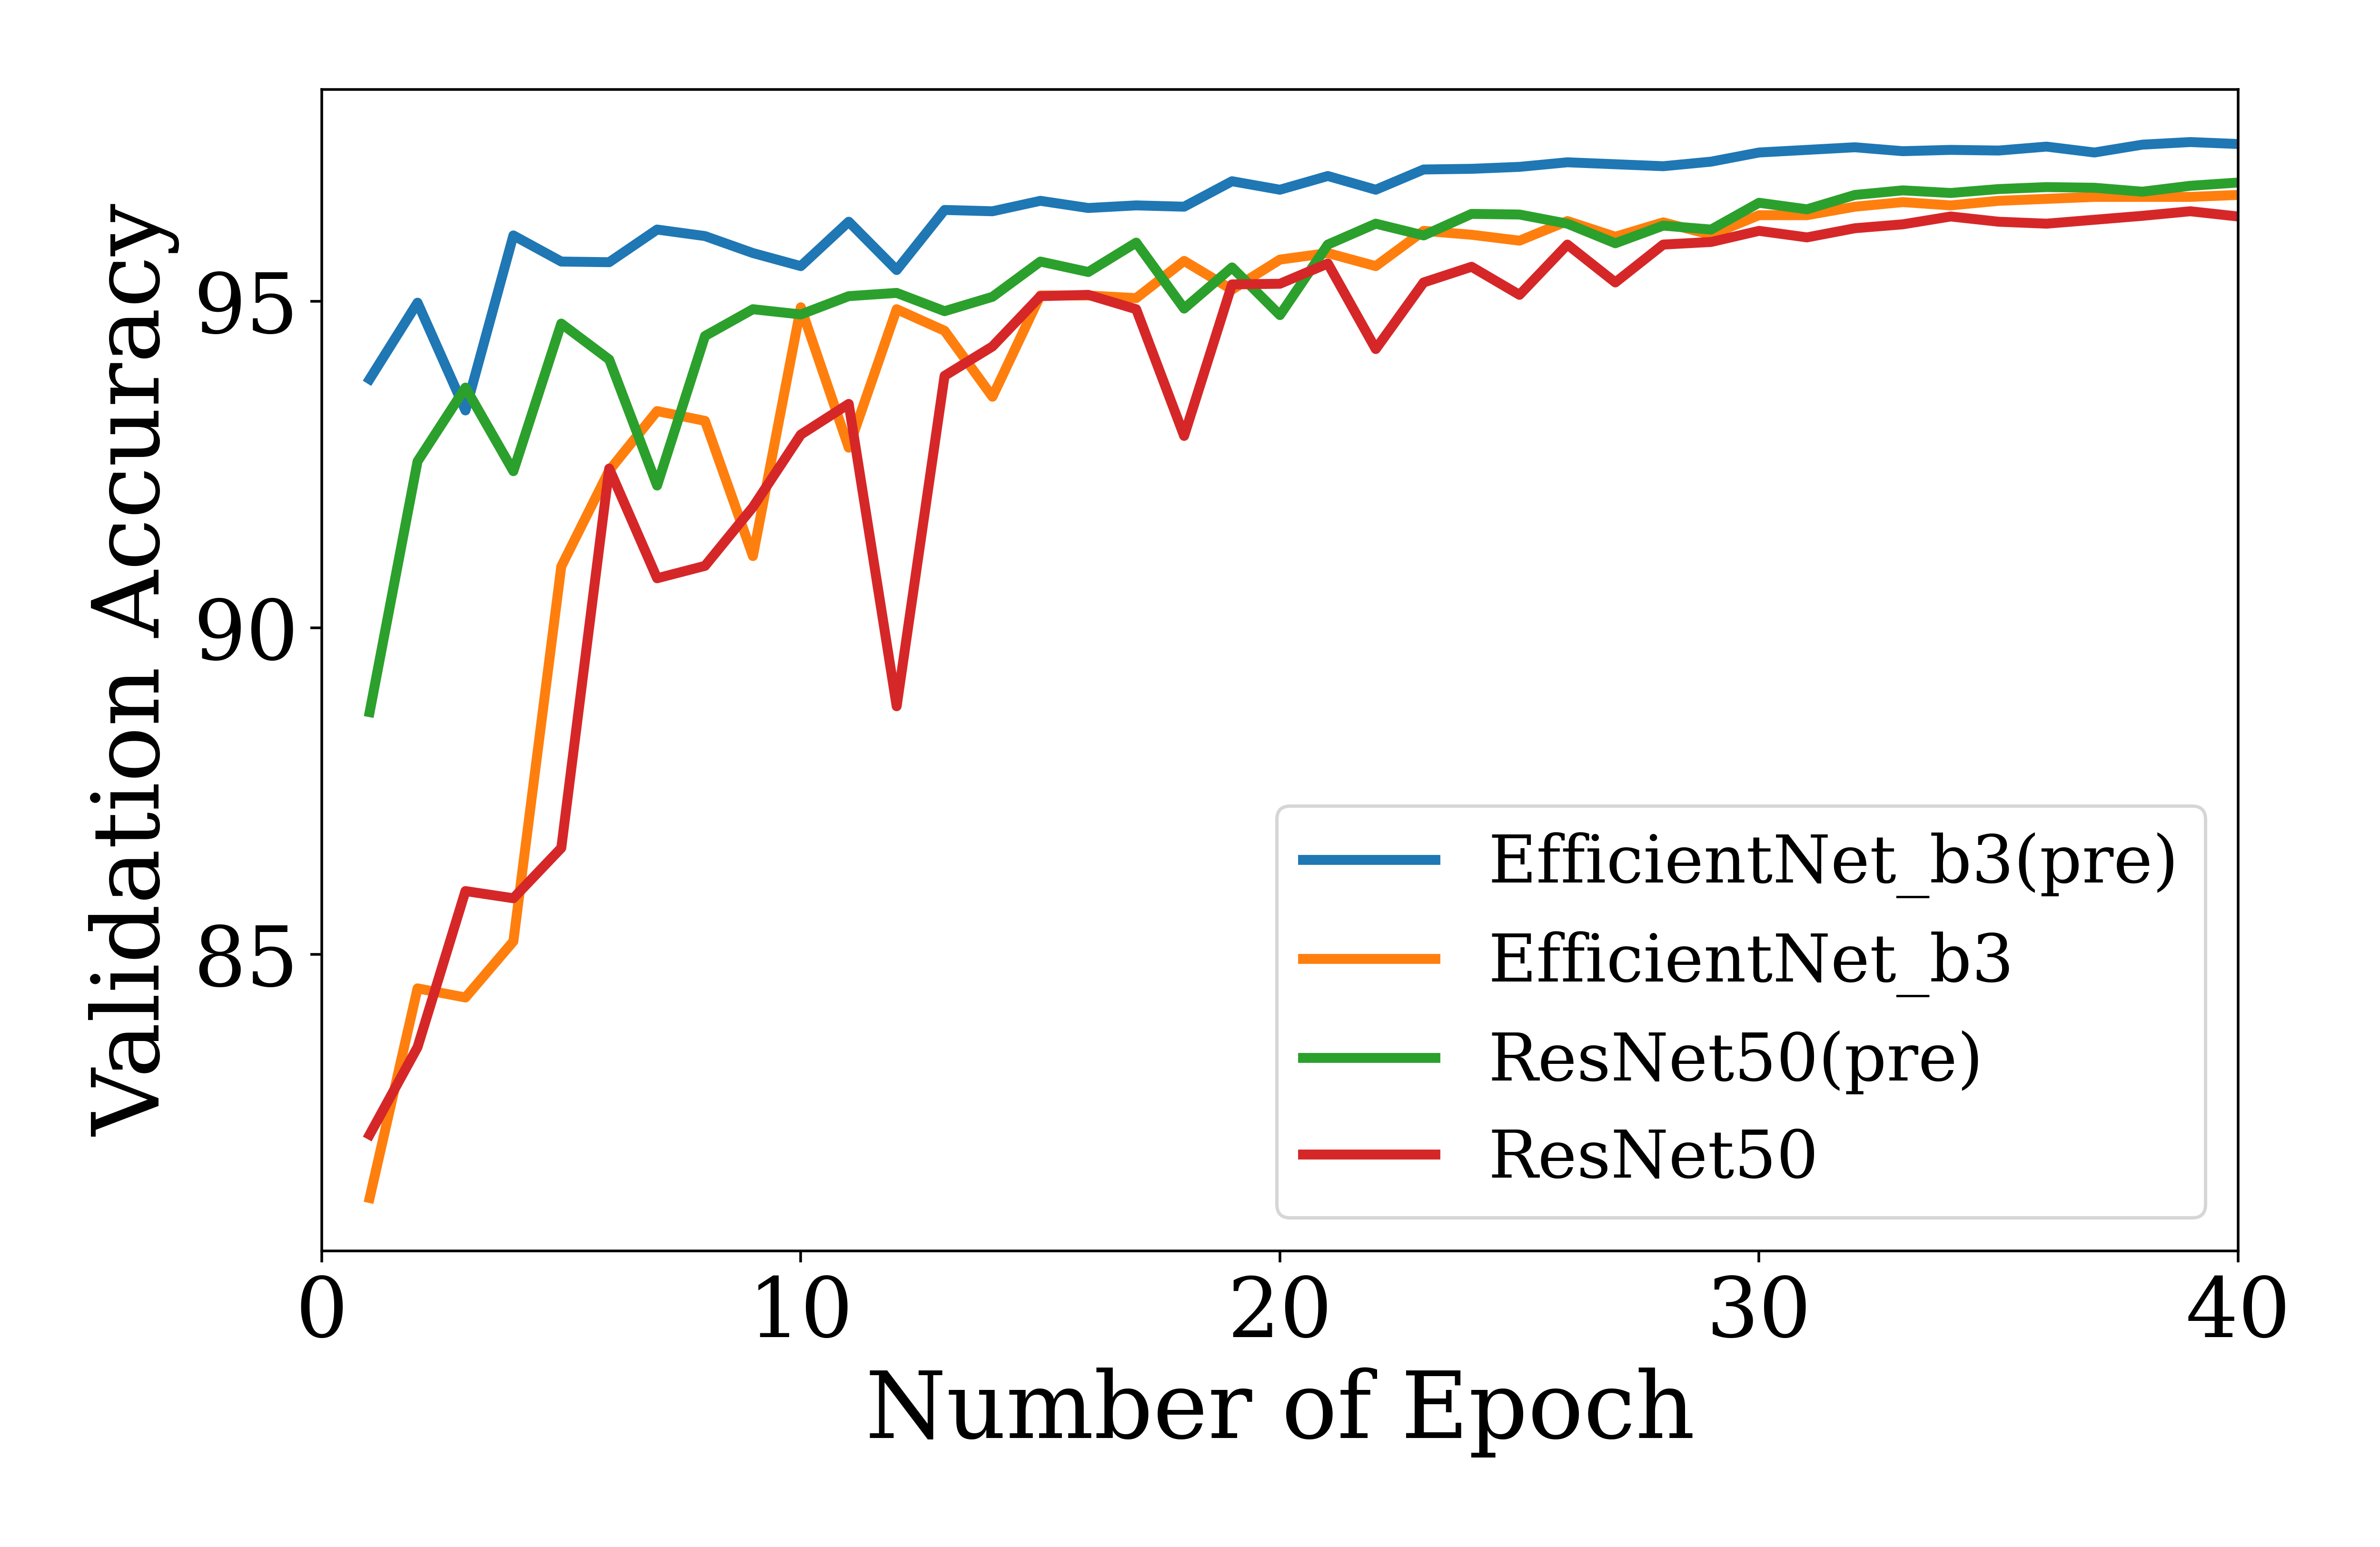 Validation Accuracy
95
90
85
0 10 20 30 40
Number of Epoch
EfficientNet_b3(pre)
EfficientNet_b3
ResNet50(pre)
ResNet50